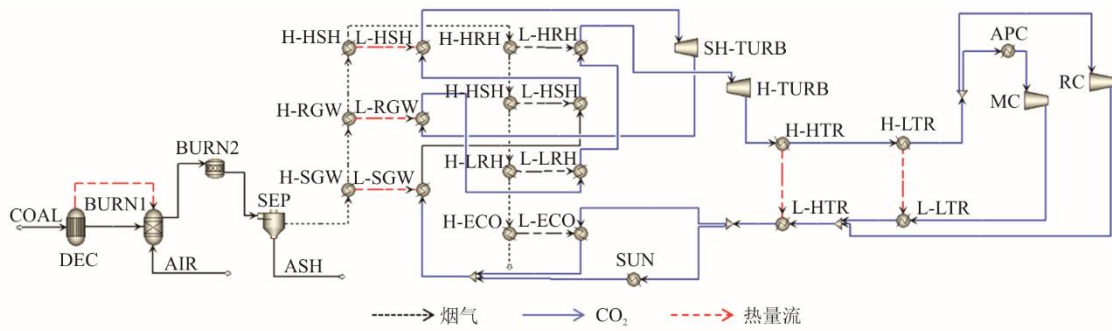 H-HSH L-HSH H-HRH L-HRH SH-TURB APC
H-HSH L-HSH H-TURB MC RC
H-RGW L-RGW
BURN2 H-LRH L-LRH H-HTR H-LTR
H-SGW L-SGW
COAL BURN1 SEP H-ECO L-ECO L-HTR L-LTR
DEC AIR ASH SUN
烟气 CO₂ 热量流